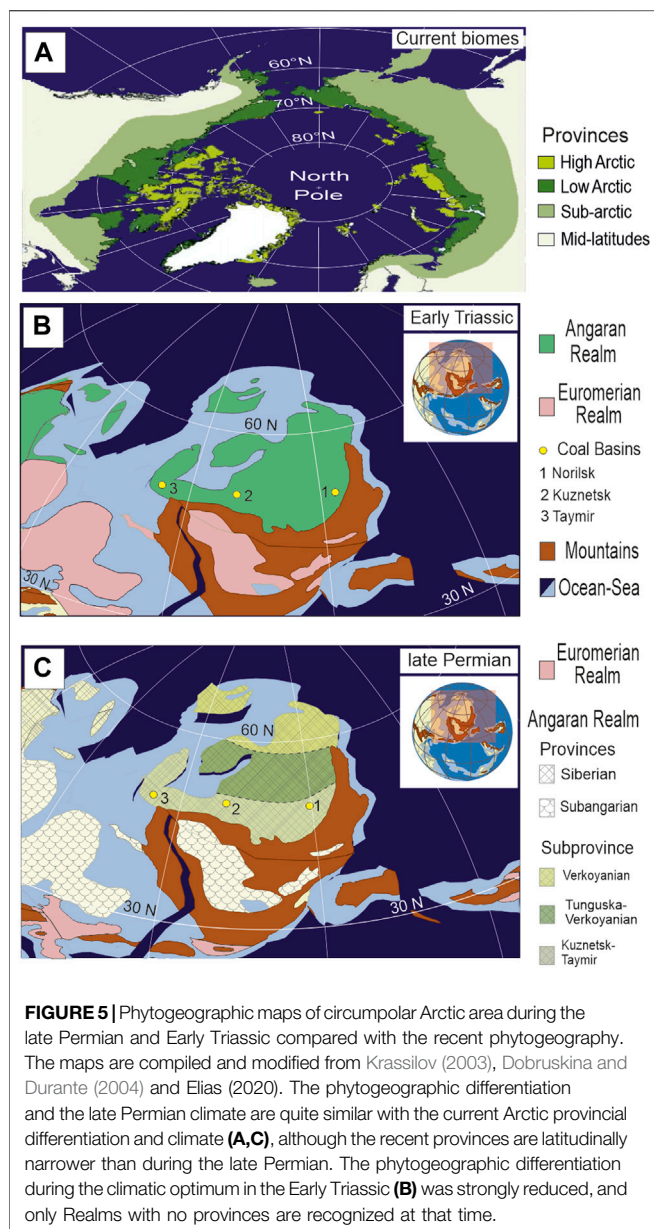 A
Current biomes
60°N
70°N
80°N
North
Pole
Provinces
High Arctic
Low Arctic
Sub-arctic
Mid-latitudes
B
Early Triassic
60 N
3
2
1
30 N
30 N
Angaran
Realm
Euromerian
Realm
Coal Basins
1 Norilsk
2 Kuznetsk
3 Taymir
Mountains
Ocean-Sea
C
late Permian
60 N
3
2
1
30 N
30 N
Euromerian
Realm
Angaran Realm
Provinces
Siberian
Subangarian
Subprovince
Verkoyanian
Tunguska-
Verkoyanian
Kuznetsk-
Taymir
FIGURE 5 | Phytogeographic maps of circumpolar Arctic area during the
late Permian and Early Triassic compared with the recent phytogeography.
The maps are compiled and modified from Krassilov (2003), Dobruskina and
Durante (2004) and Elias (2020). The phytogeographic differentiation
and the late Permian climate are quite similar with the current Arctic provincial
differentiation and climate (A,C), although the recent provinces are latitudinally
narrower than during the late Permian. The phytogeographic differentiation
during the climatic optimum in the Early Triassic (B) was strongly reduced, and
only Realms with no provinces are recognized at that time.